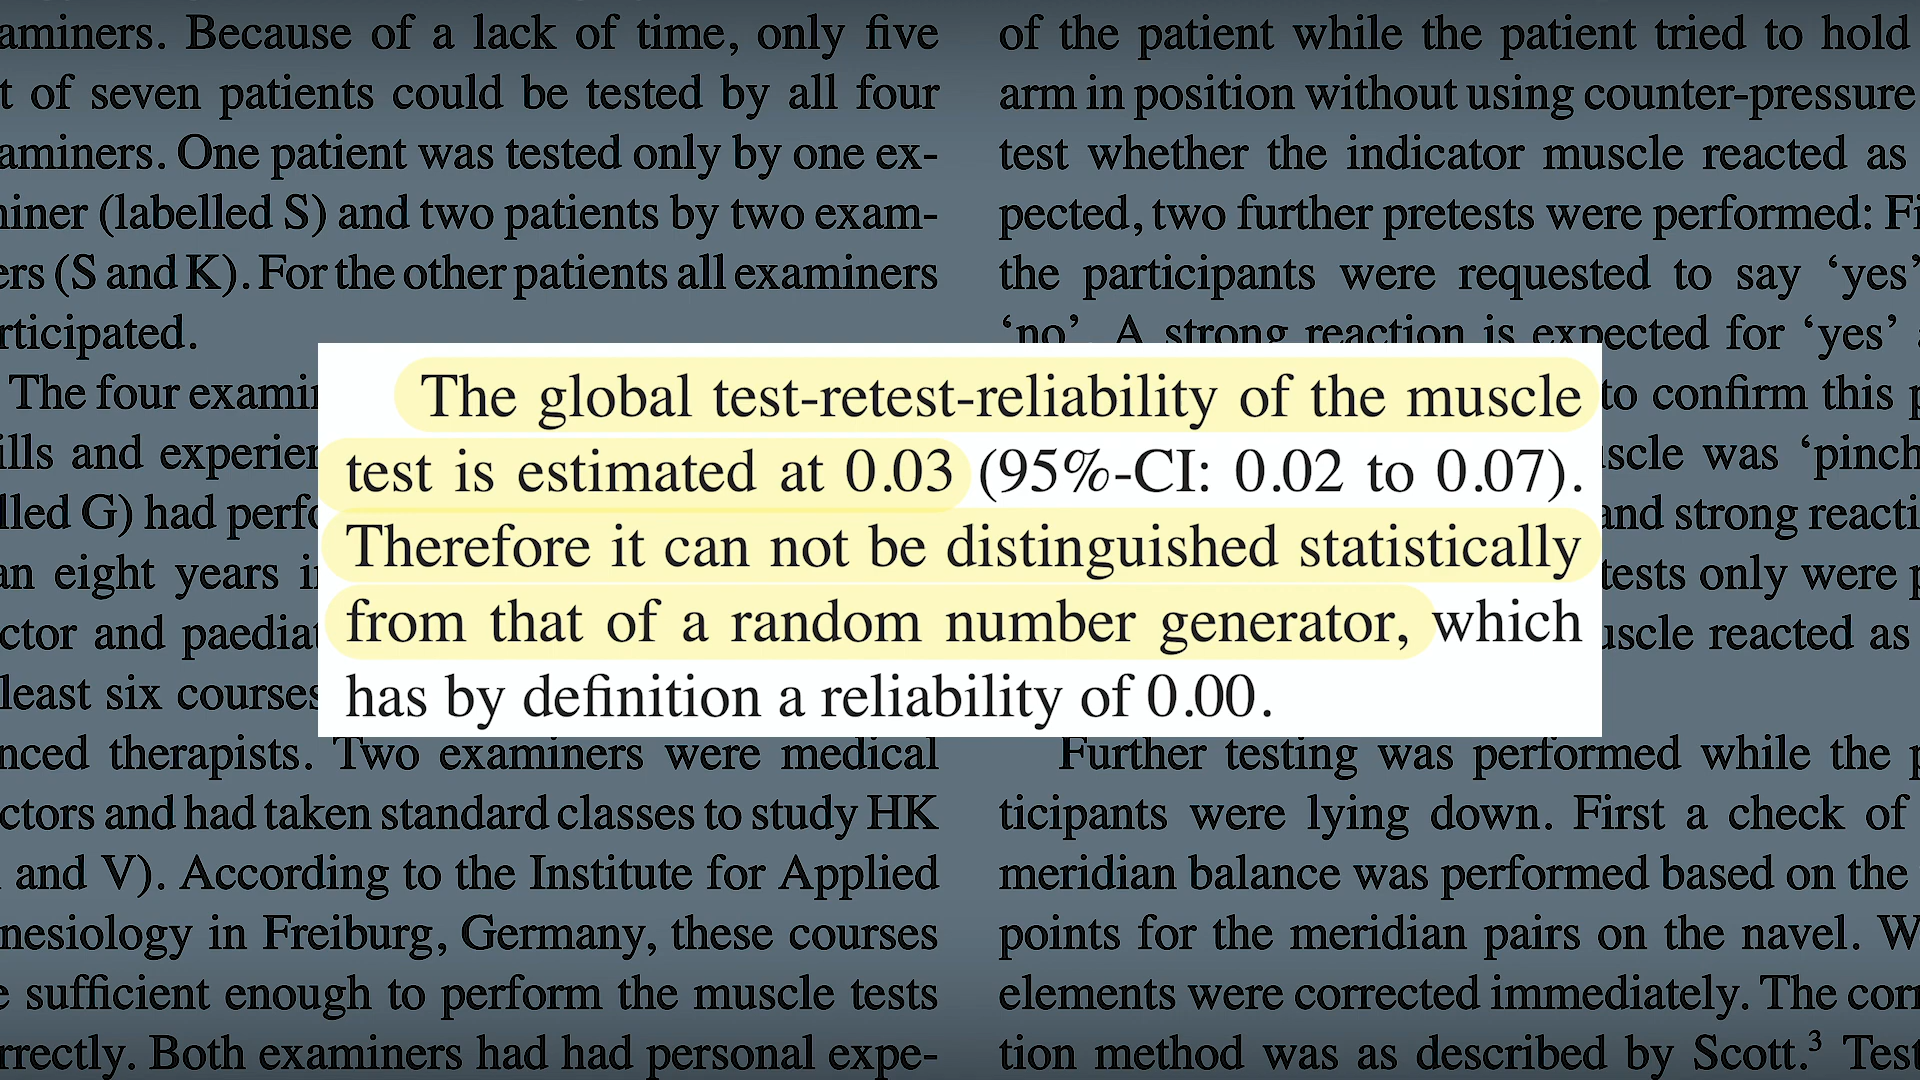 aminers. Because of a lack of time, only five
t of seven patients could be tested by all four
aminers. One patient was tested only by one ex-
niner (labelled S) and two patients by two exam-
ers (S and K). For the other patients all examiners
rticipated.
The four exami
ills and experien
lled G) had perfo
an eight years i
ctor and paediat
least six courses
nced therapists. Two examiners were medical
ctors and had taken standard classes to study HK
and V). According to the Institute for Applied
nesiology in Freiburg, Germany, these courses
e sufficient enough to perform the muscle tests
rrectly. Both examiners had had personal expe-
of the patient while the patient tried to hold
arm in position without using counter-pressure
test whether the indicator muscle reacted as
pected, two further pretests were performed: Fi
the participants were requested to say ‘yes’
‘no’. A strong reaction is expected for ‘yes’
to confirm this p
scle was ‘pinch
and strong reacti
tests only were p
uscle reacted as
Further testing was performed while the p
ticipants were lying down. First a check of
meridian balance was performed based on the
points for the meridian pairs on the navel. W
elements were corrected immediately. The corr
tion method was as described by Scott.³ Test
The global test-retest-reliability of the muscle
test is estimated at 0.03 (95%-CI: 0.02 to 0.07).
Therefore it can not be distinguished statistically
from that of a random number generator, which
has by definition a reliability of 0.00.